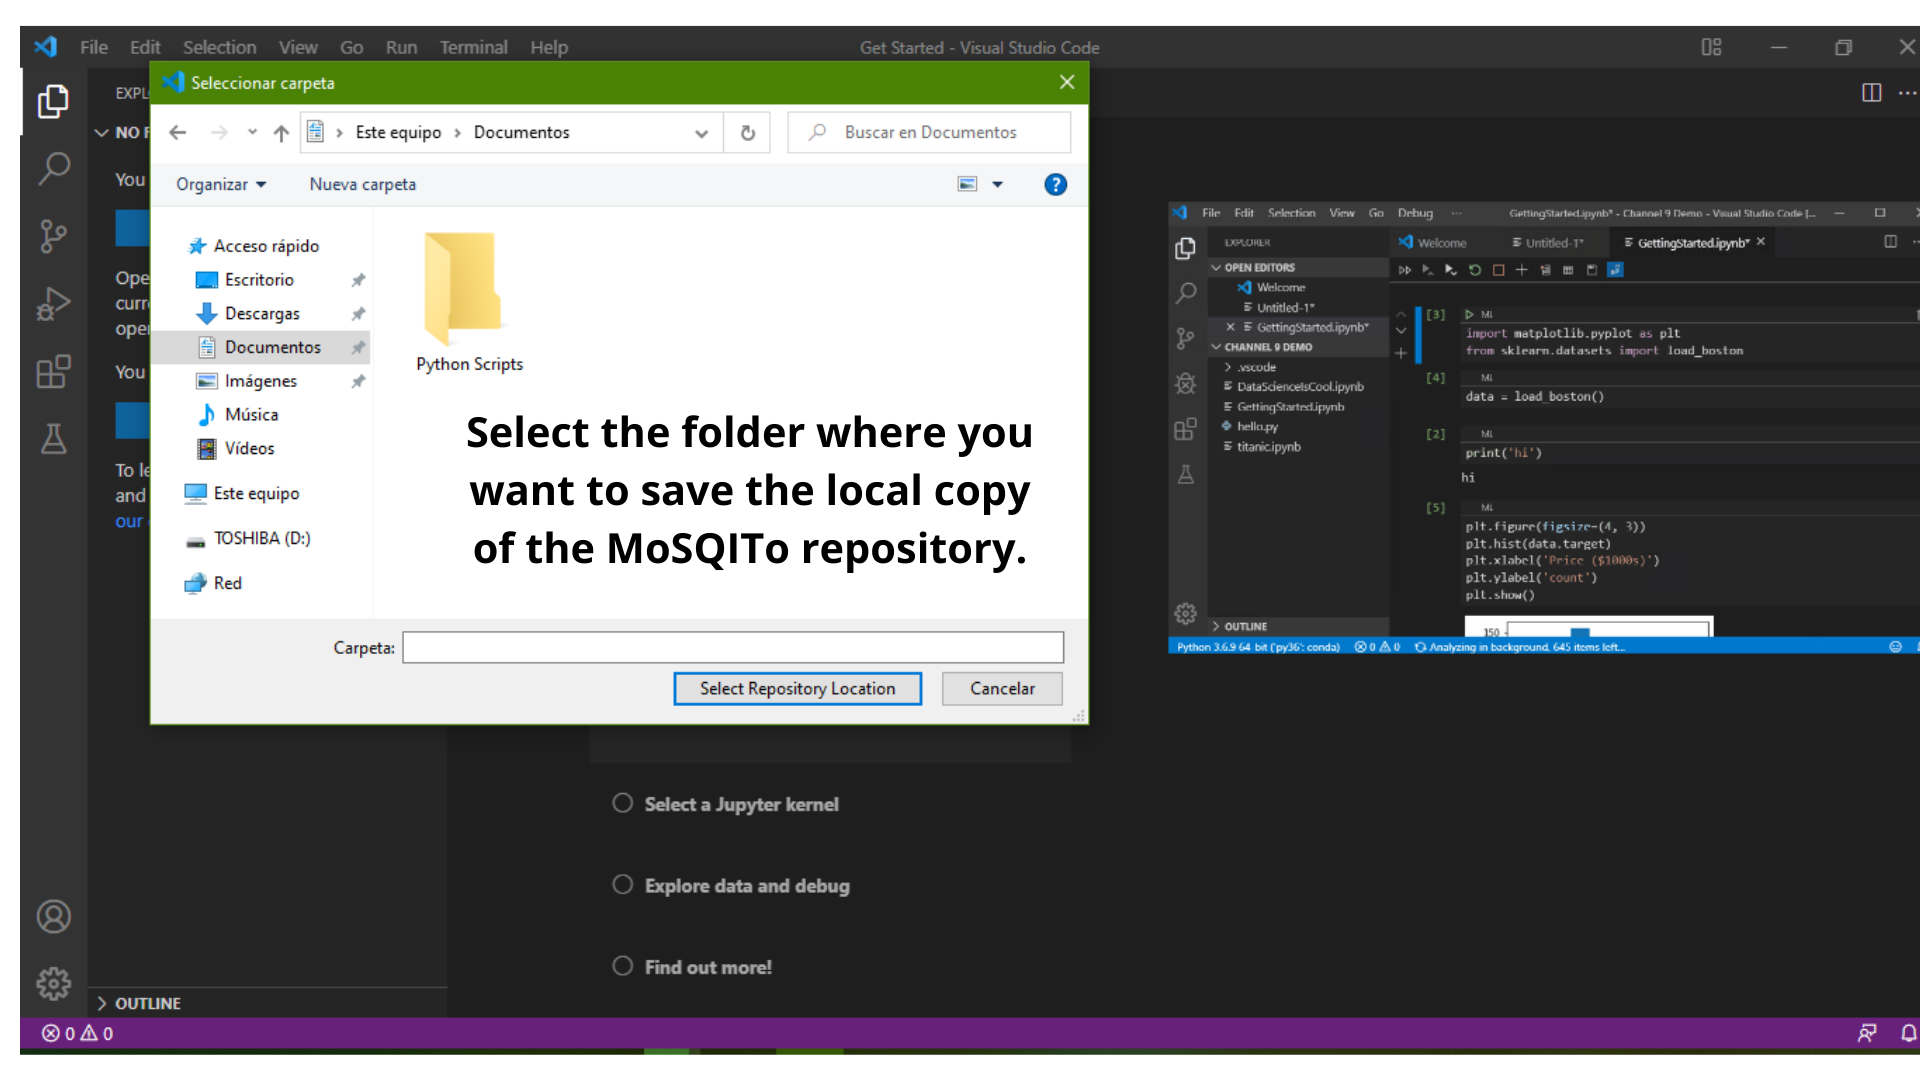 File Edit Selection View Go Run Terminal Help
Get Started - Visual Studio Code
EXPL
NO F
You
Ope
curr
oper
You
To le
and
our
OUTLINE
0 0
Seleccionar carpeta
Este equipo > Documentos
Buscar en Documentos
Organizar
Nueva carpeta
Acceso rápido
Escritorio
Descargas
Documentos
Imágenes
Música
Vídeos
Este equipo
TOSHIBA (D:)
Red
Python Scripts
Select the folder where you
want to save the local copy
of the MoSQITo repository.
Carpeta:
Select Repository Location
Cancelar
Select a Jupyter kernel
Explore data and debug
Find out more!
File Edit Selection View Go Debug ...
GettingStarted.ipynb* - Channel 9 Demo - Visual Studio Code [...
EXPLORER
OPEN EDITORS
Welcome
Untitled-1*
GettingStarted.ipynb*
CHANNEL 9 DEMO
.vscode
DataScienceIsCool.ipynb
GettingStarted.ipynb
hello.py
titanic.ipynb
OUTLINE
Welcome
Untitled-1*
GettingStarted.ipynb*
[3]
ML
import matplotlib.pyplot as plt
from sklearn.datasets import load_boston
[4]
ML
data = load_boston()
[2]
ML
print('hi')
hi
[5]
ML
plt.figure(figsize=(4, 3))
plt.hist(data.target)
plt.xlabel('Price ($1000s)')
plt.ylabel('count')
plt.show()
150
Python 3.6.9 64-bit ('py36': conda) 0 0 Analyzing in background, 645 items left...